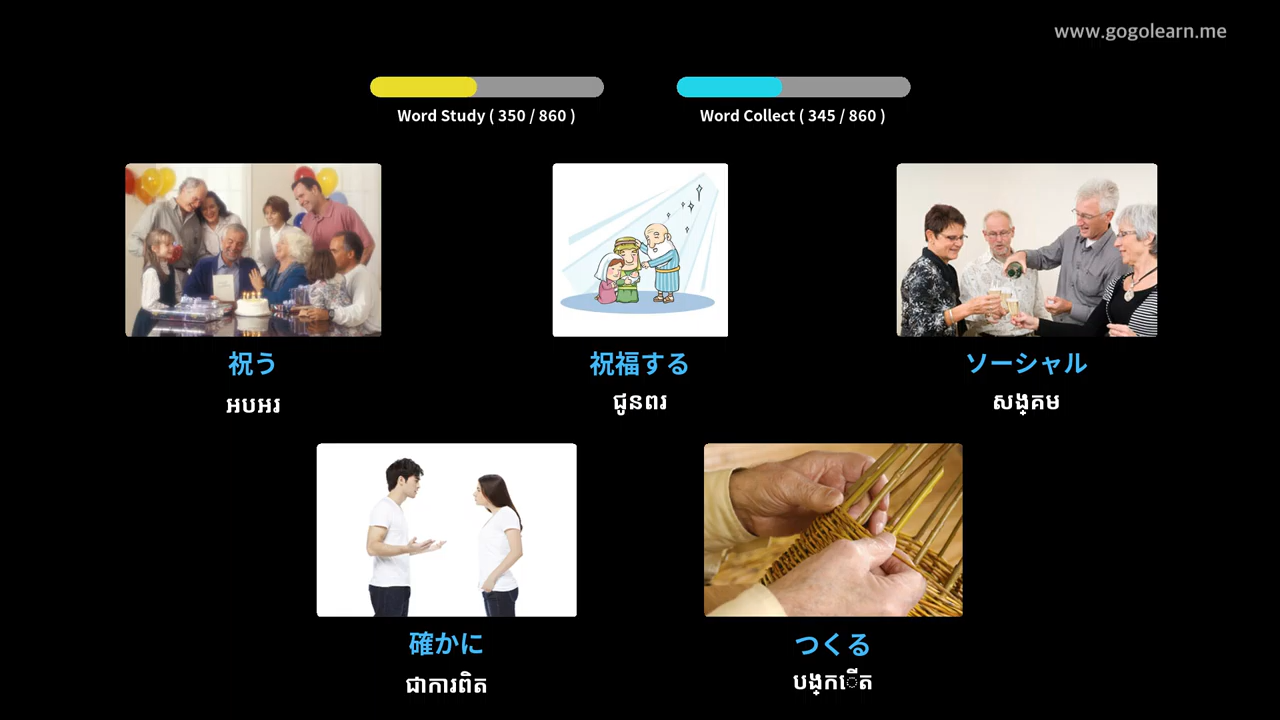 www.gogolearn.me
Word Study ( 350 / 860 )
Word Collect ( 345 / 860 )
祝う
祝福する
ソーシャル
អបអរ
ជូនពរ
សង្គម
確かに
つくる
ជាការពិត
បង្កើត